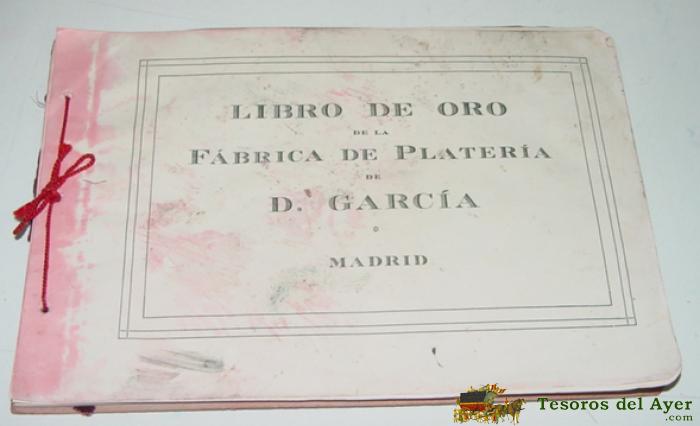 LIBRO DE ORO
DE LA
FÁBRICA DE PLATERÍA
DE
D. GARCÍA
MADRID
Tesoros del Ayer
.com